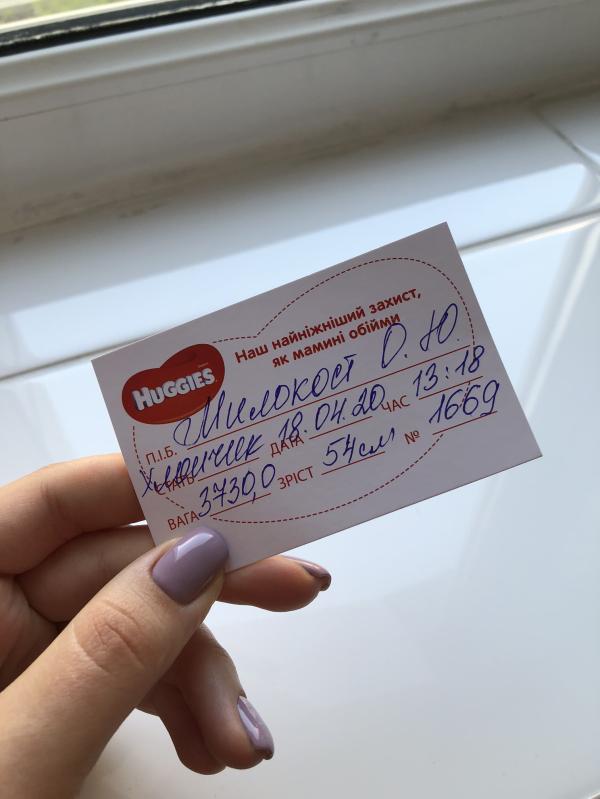 Наш найніжніший захист,
як мамині обійми
HUGGIES
П.І.Б. Милокост О. Ю.
СТАТЬ хлопчик ДАТА 18.04.20 ЧАС 13:18
ВАГА 3730,0 ЗРІСТ 54см № 1669